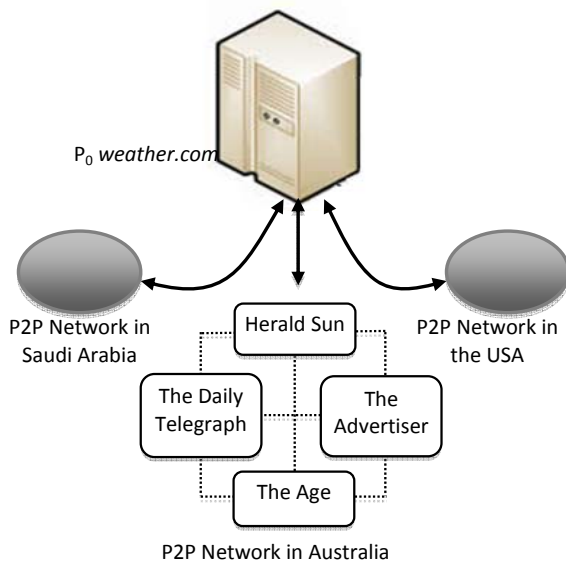 P₀ weather.com
P2P Network in
Saudi Arabia
P2P Network in
the USA
Herald Sun
The Daily
Telegraph
The
Advertiser
The Age
P2P Network in Australia